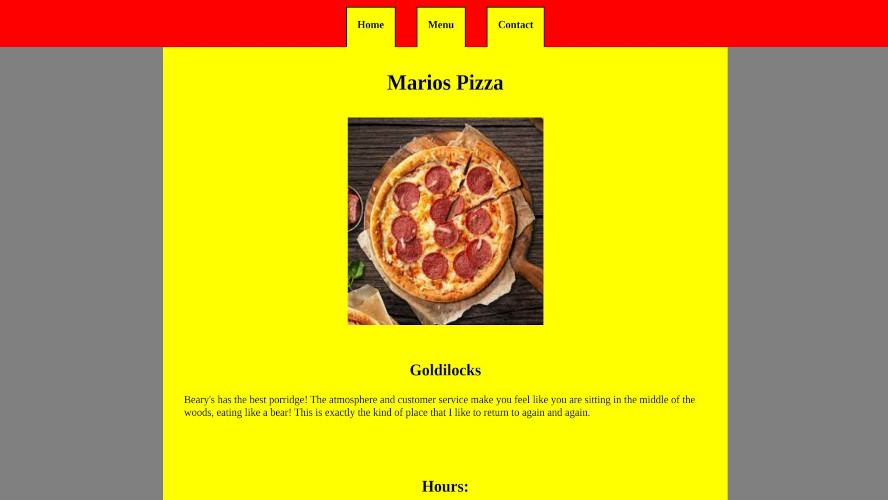 Home Menu Contact
Marios Pizza
Goldilocks
Beary's has the best porridge! The atmosphere and customer service make you feel like you are sitting in the middle of the
woods, eating like a bear! This is exactly the kind of place that I like to return to again and again.
Hours: